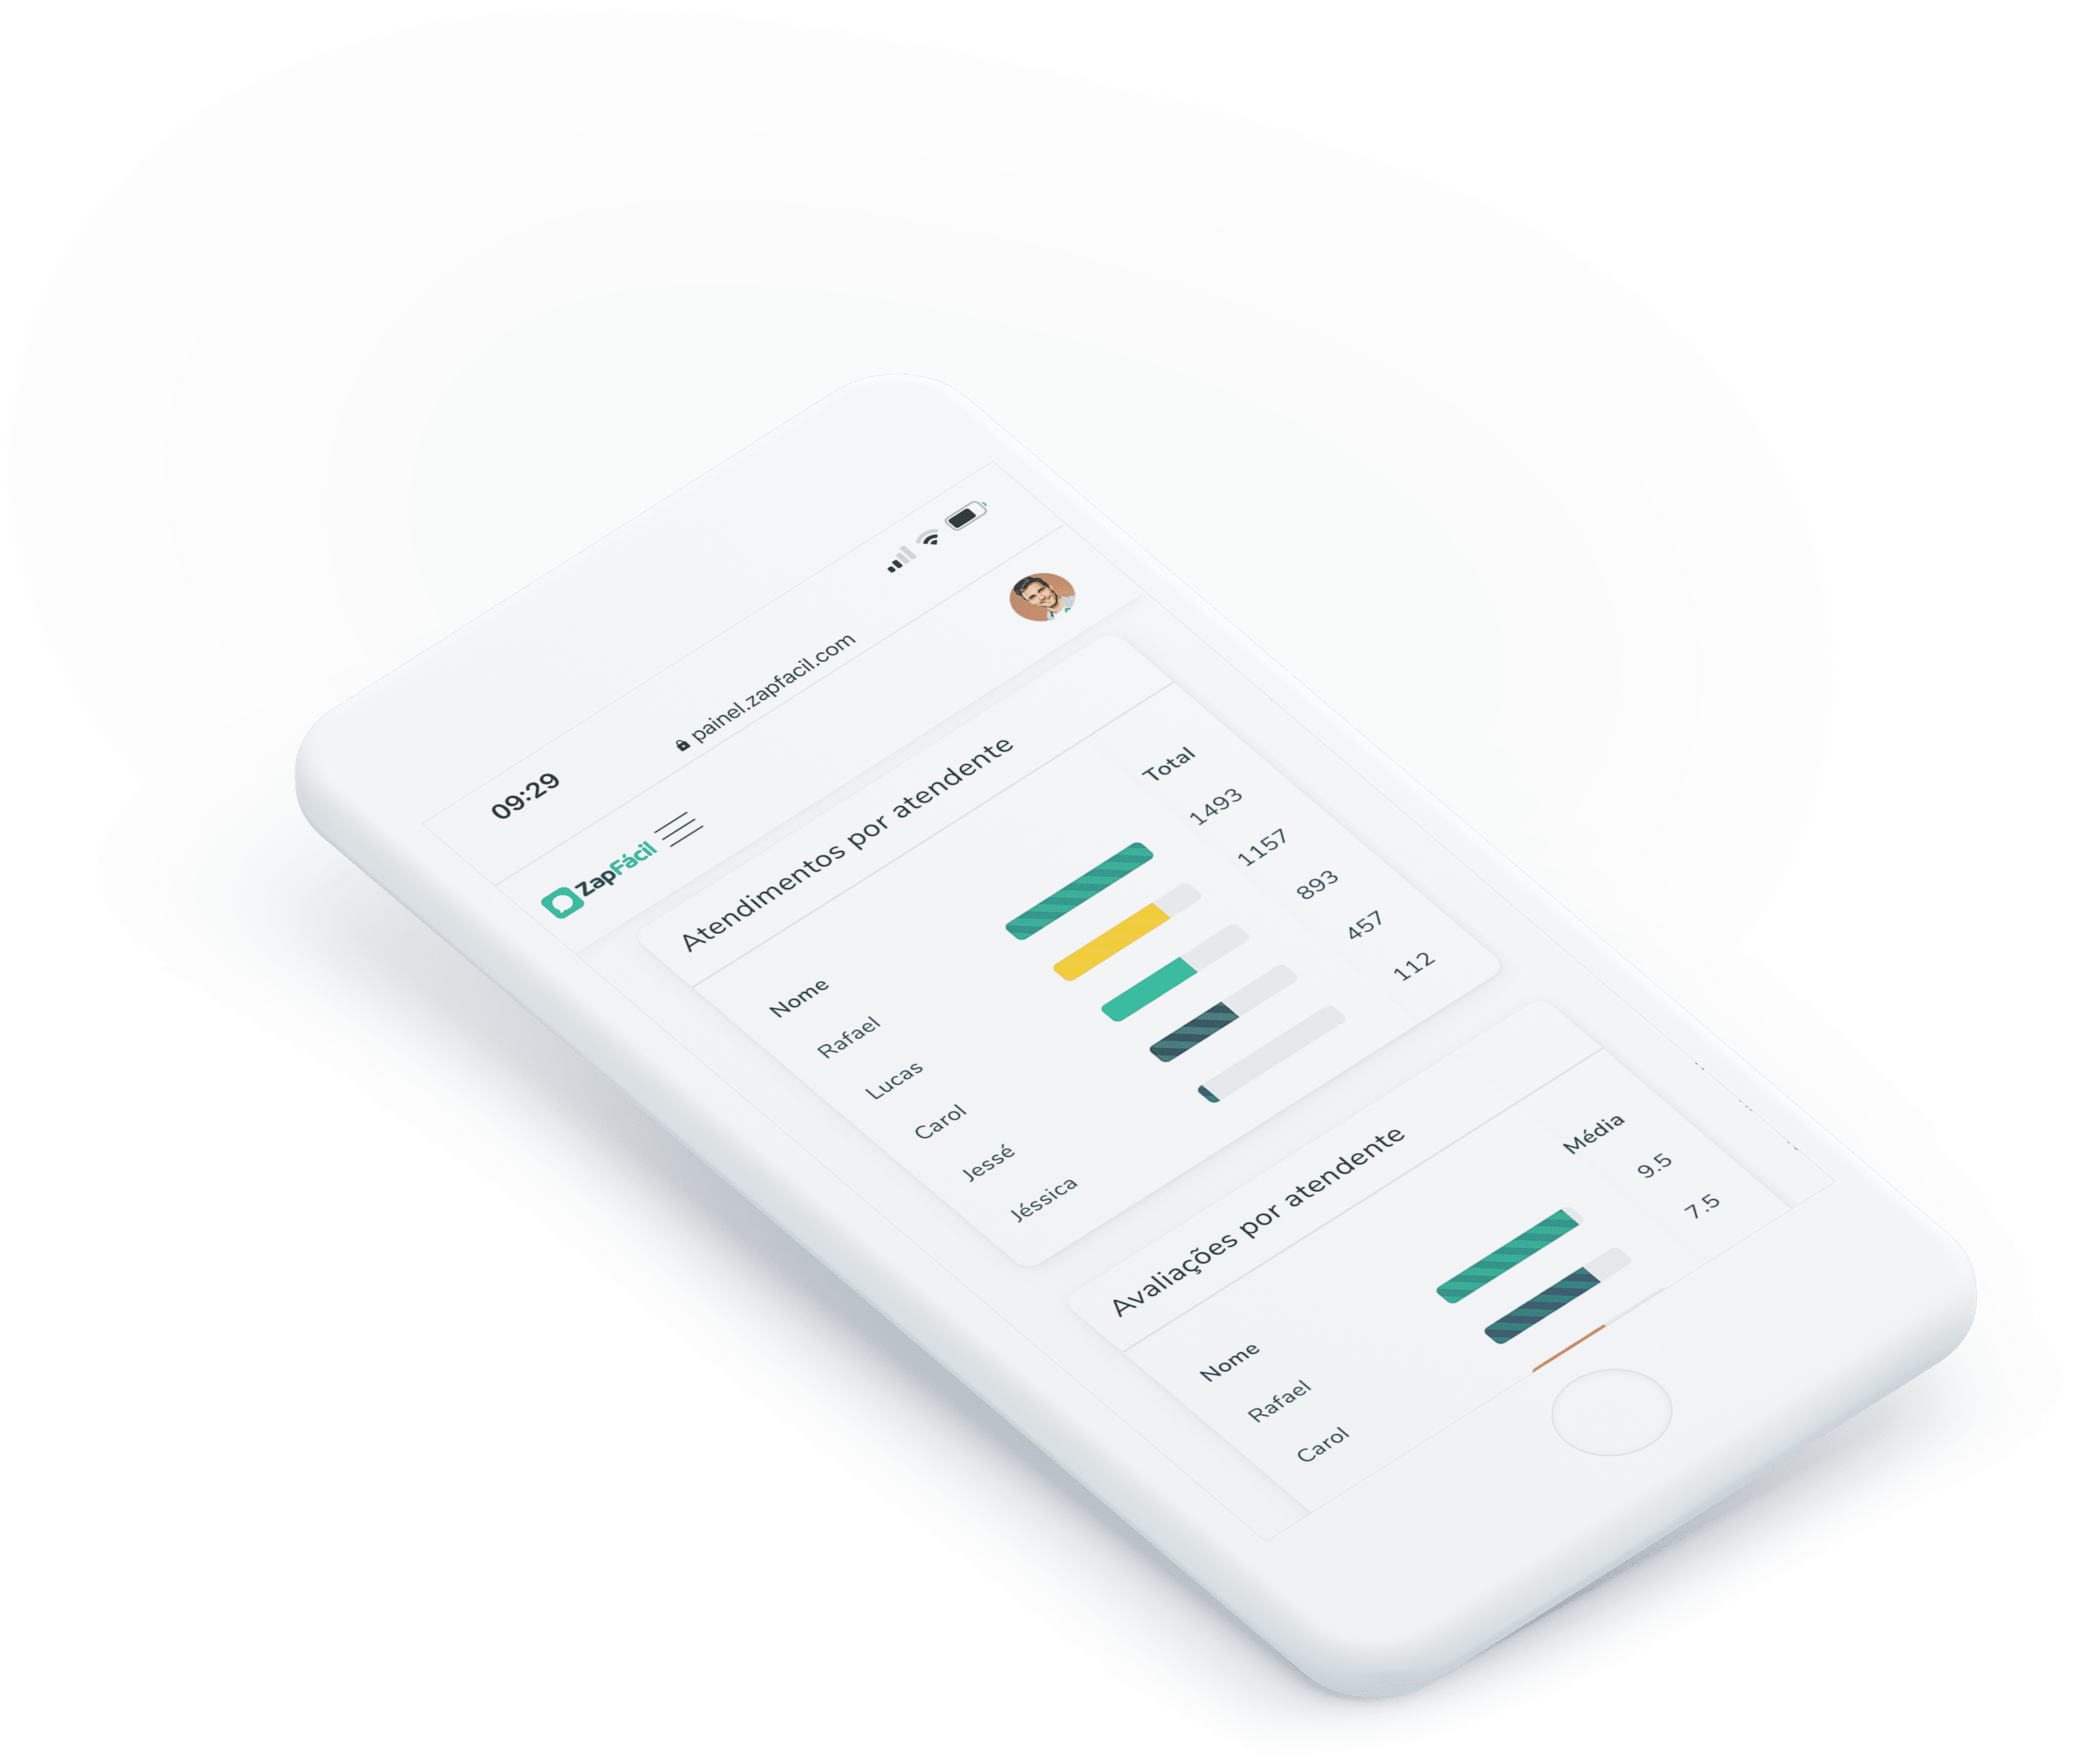 09:29
painel.zapfacil.com
ZapFácil
Atendimentos por atendente
Nome Total
Rafael 1493
Lucas 1157
Carol 893
Jessé 457
Jéssica 112
Avaliações por atendente
Nome Média
Rafael 9.5
Carol 7.5